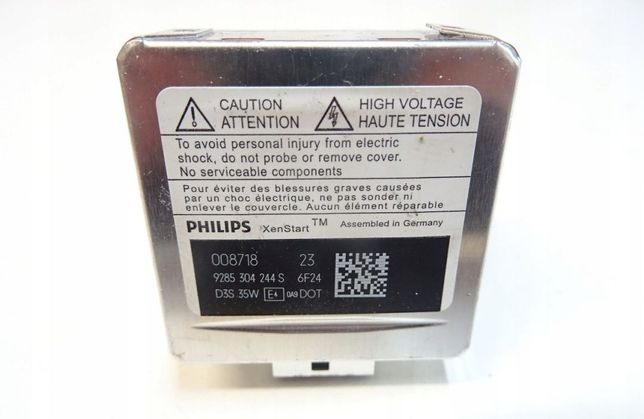 CAUTION
ATTENTION
HIGH VOLTAGE
HAUTE TENSION
To avoid personal injury from electric
shock, do not probe or remove cover.
No serviceable components
Pour éviter des blessures graves causées
par un choc électrique, ne pas sonder ni
enlever le couvercle. Aucun élément réparable
PHILIPS XenStart™ Assembled in Germany
008718 23
9285 304 244 S 6F24
D3S 35W E4 0A9 DOT